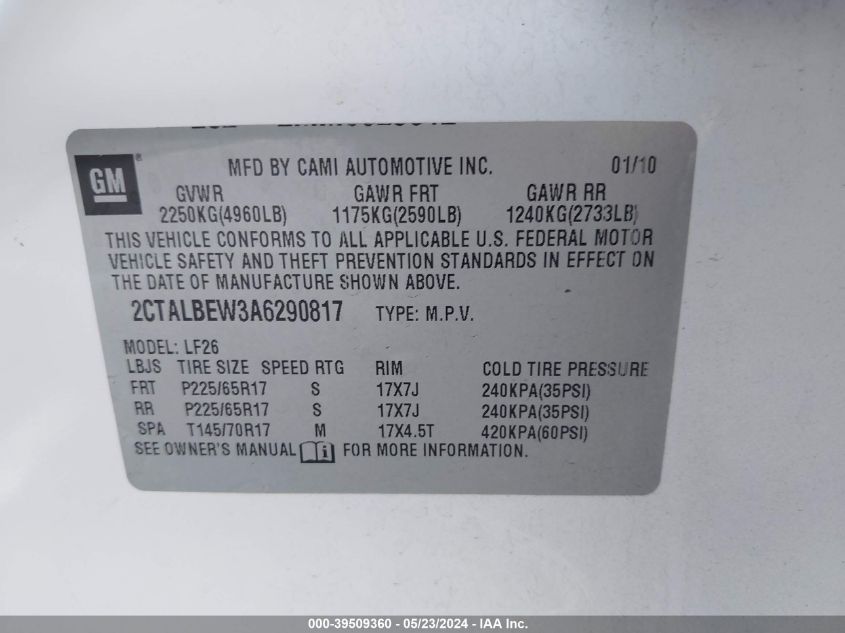 MFD BY CAMI AUTOMOTIVE INC. 01/10
GM ®
GVWR GAWR FRT GAWR RR
2250KG(4960LB) 1175KG(2590LB) 1240KG(2733LB)
THIS VEHICLE CONFORMS TO ALL APPLICABLE U.S. FEDERAL MOTOR
VEHICLE SAFETY AND THEFT PREVENTION STANDARDS IN EFFECT ON
THE DATE OF MANUFACTURE SHOWN ABOVE.
2CTALBEW3A6290817 TYPE: M.P.V.
MODEL: LF26
LBJS TIRE SIZE SPEED RTG RIM COLD TIRE PRESSURE
FRT P225/65R17 S 17X7J 240KPA(35PSI)
RR P225/65R17 S 17X7J 240KPA(35PSI)
SPA T145/70R17 M 17X4.5T 420KPA(60PSI)
SEE OWNER'S MANUAL i FOR MORE INFORMATION.
000-39509360 - 05/23/2024 - IAA Inc.